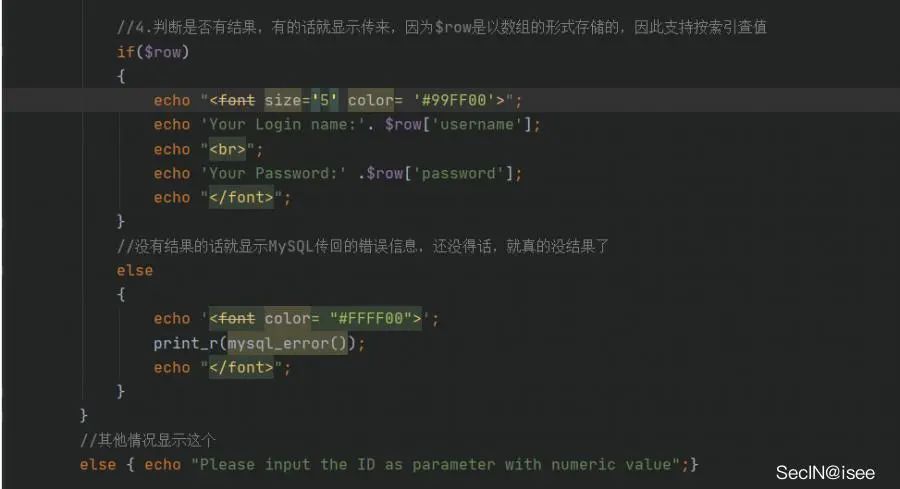 //4.判断是否有结果，有的话就显示传来，因为$row是以数组的形式存储的，因此支持按索引查值
if($row)
{
echo "<font size='5' color= '#99FF00'>";
echo 'Your Login name:'. $row['username'];
echo "<br>";
echo 'Your Password:' .$row['password'];
echo "</font>";
}
//没有结果的话就显示MySQL传回的错误信息，还没得话，就真的没结果了
else
{
echo '<font color= "#FFFF00">';
print_r(mysql_error());
echo "</font>";
}
}
//其他情况显示这个
else { echo "Please input the ID as parameter with numeric value";}
SecIN@isee